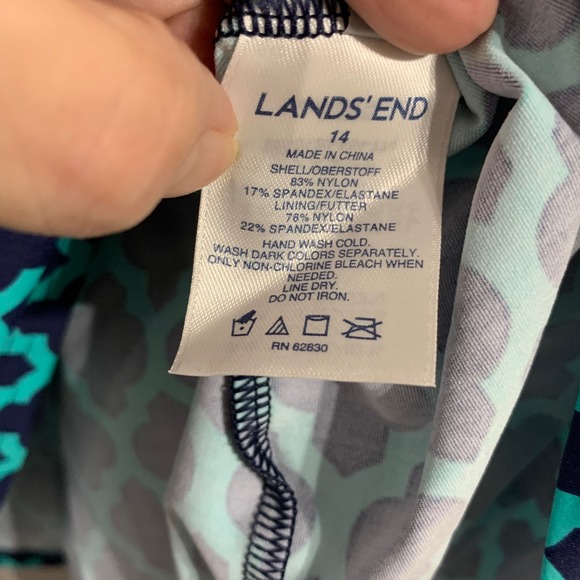 LANDS' END
14
MADE IN CHINA
SHELL/OBERSTOFF
83% NYLON
17% SPANDEX/ELASTANE
LINING/FUTTER
78% NYLON
22% SPANDEX/ELASTANE
HAND WASH COLD.
WASH DARK COLORS SEPARATELY.
ONLY NON-CHLORINE BLEACH WHEN
NEEDED.
LINE DRY.
DO NOT IRON.
RN 62830